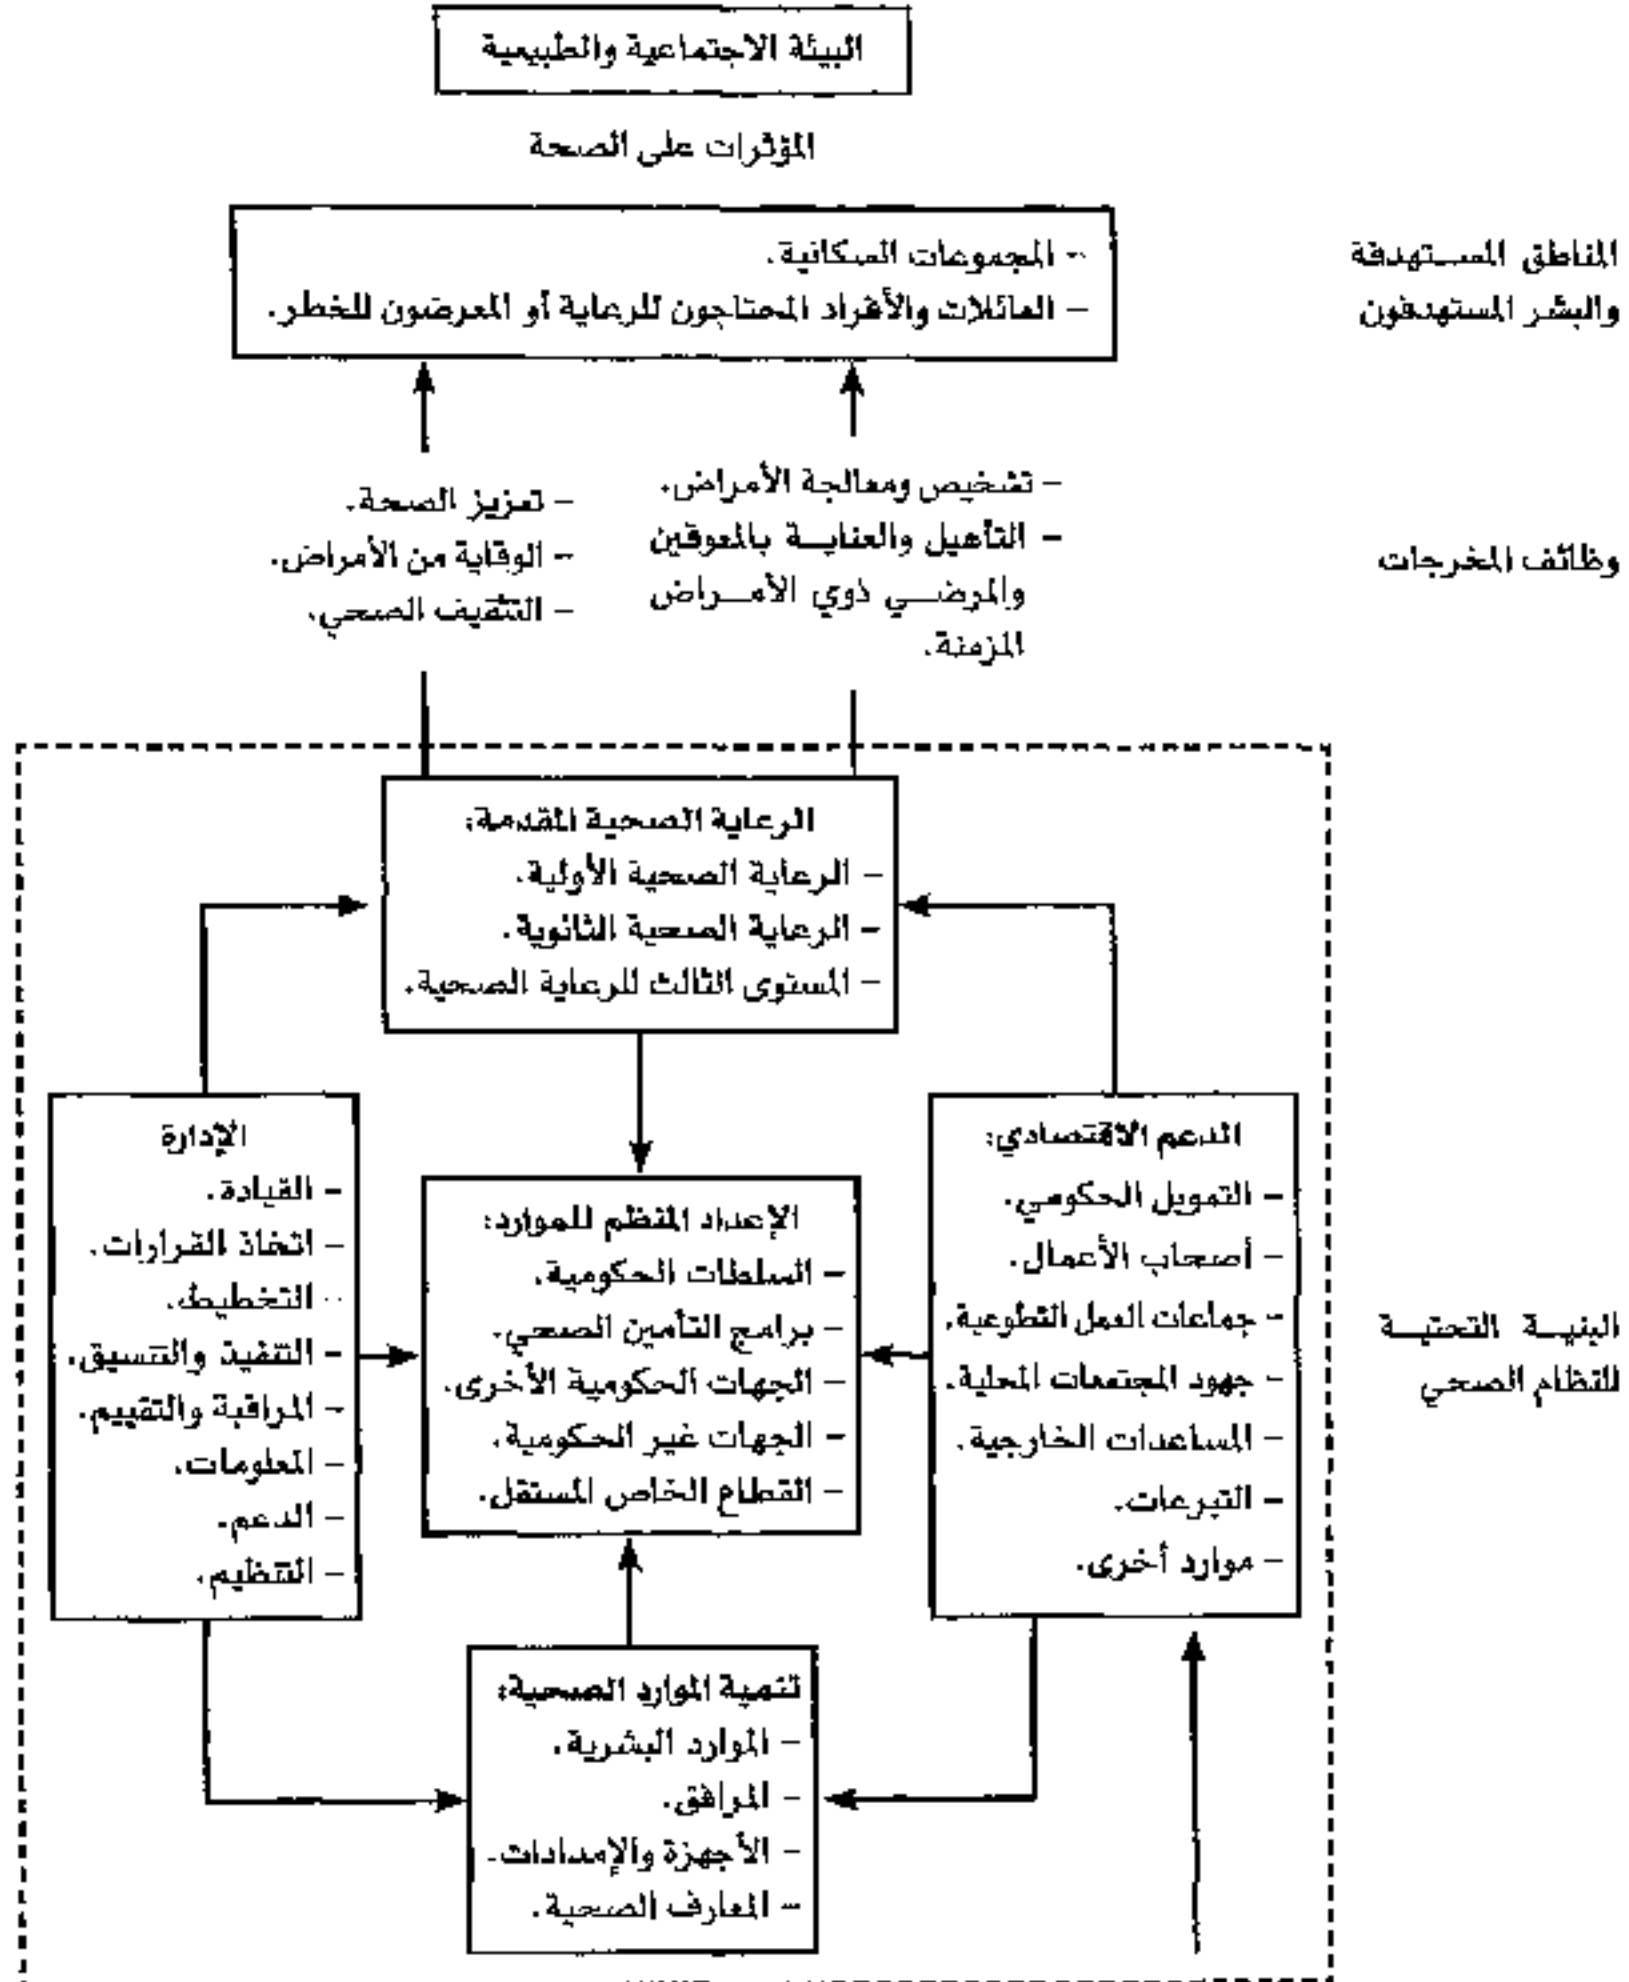 البيئة الاجتماعية والطبيعية
المؤثرات على الصحة
المناطق المستهدفة
والبشر المستهدفون
– المجموعات السكانية.
– العائلات والأفراد المحتاجون للرعاية أو المعرضون للخطر.
وظائف المخرجات
– تشخيص ومعالجة الأمراض.
– التأهيل والعناية بالمعوقين
والمرضي ذوي الأمراض
المزمنة.
– تعزيز الصحة.
– الوقاية من الأمراض.
– التثقيف الصحي.
الرعاية الصحية المقدمة:
– الرعاية الصحية الأولية.
– الرعاية الصحية الثانوية.
– المستوى الثالث للرعاية الصحية.
البنية التحتية
للنظام الصحي
الدعم الاقتصادي:
– التمويل الحكومي.
– أصحاب الأعمال.
– جماعات العمل التطوعية.
– جهود المجتمعات المحلية.
– المساعدات الخارجية.
– التبرعات.
– موارد أخرى.
الإعداد المنظم للموارد:
– السلطات الحكومية.
– برامج التأمين الصحي.
– الجهات الحكومية الأخرى.
– الجهات غير الحكومية.
– القطاع الخاص المستقل.
الإدارة
– القيادة.
– اتخاذ القرارات.
– التخطيط.
– التنفيذ والتنسيق.
– المراقبة والتقييم.
– المعلومات.
– الدعم.
– التنظيم.
تنمية الموارد الصحية:
– الموارد البشرية.
– المرافق.
– الأجهزة والإمدادات.
– المعارف الصحية.